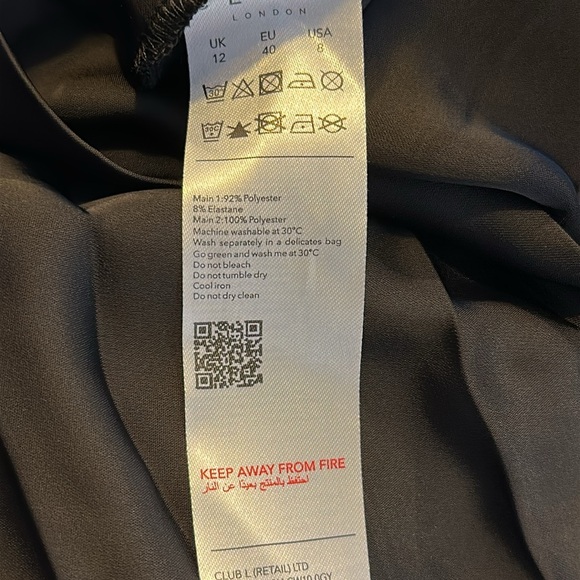 LONDON
UK EU USA
12 40 8
Main 1:92% Polyester
8% Elastane
Main 2:100% Polyester
Machine washable at 30°C
Wash separately in a delicates bag
Go green and wash me at 30°C
Do not bleach
Do not tumble dry
Cool iron
Do not dry clean
KEEP AWAY FROM FIRE
احتفظ بالمنتج بعيدًا عن النار
CLUB L (RETAIL) LTD